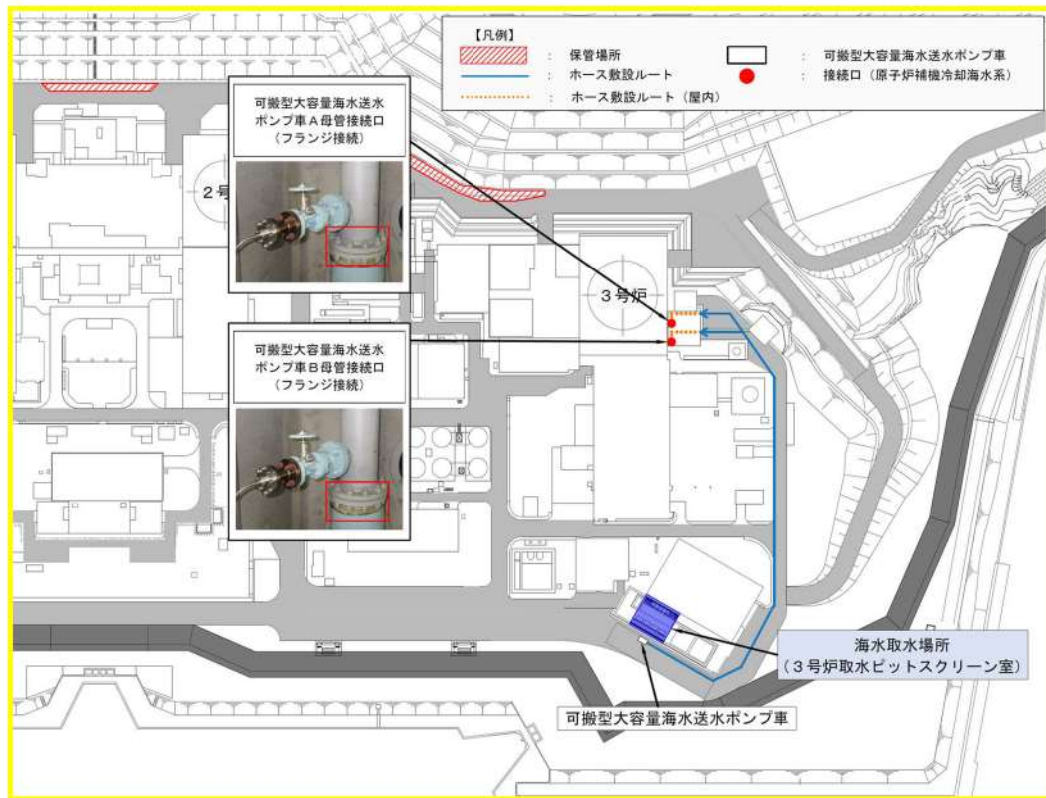 【凡例】
： 保管場所
： ホース敷設ルート
： ホース敷設ルート（屋内）
： 可搬型大容量海水送水ポンプ車
： 接続口（原子炉補機冷却海水系）
可搬型大容量海水送水
ポンプ車A母管接続口
（フランジ接続）
2号
3号炉
可搬型大容量海水送水
ポンプ車B母管接続口
（フランジ接続）
海水取水場所
（3号炉取水ピットスクリーン室）
可搬型大容量海水送水ポンプ車